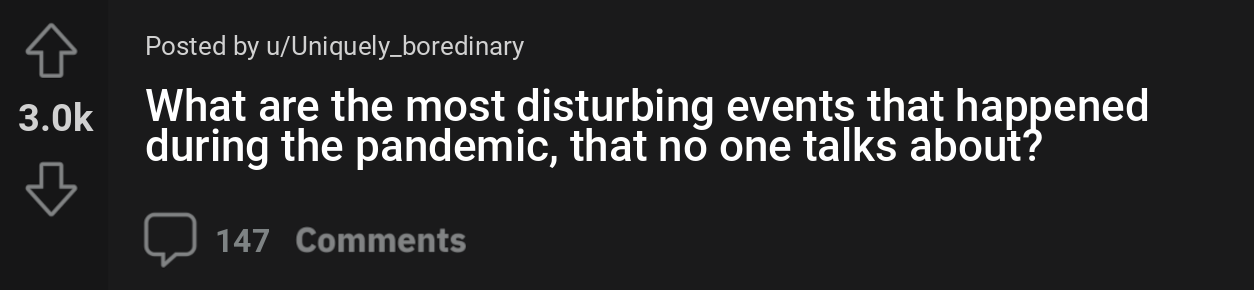 Posted by u/Uniquely_boredinary
3.0k
What are the most disturbing events that happened
during the pandemic, that no one talks about?
147 Comments